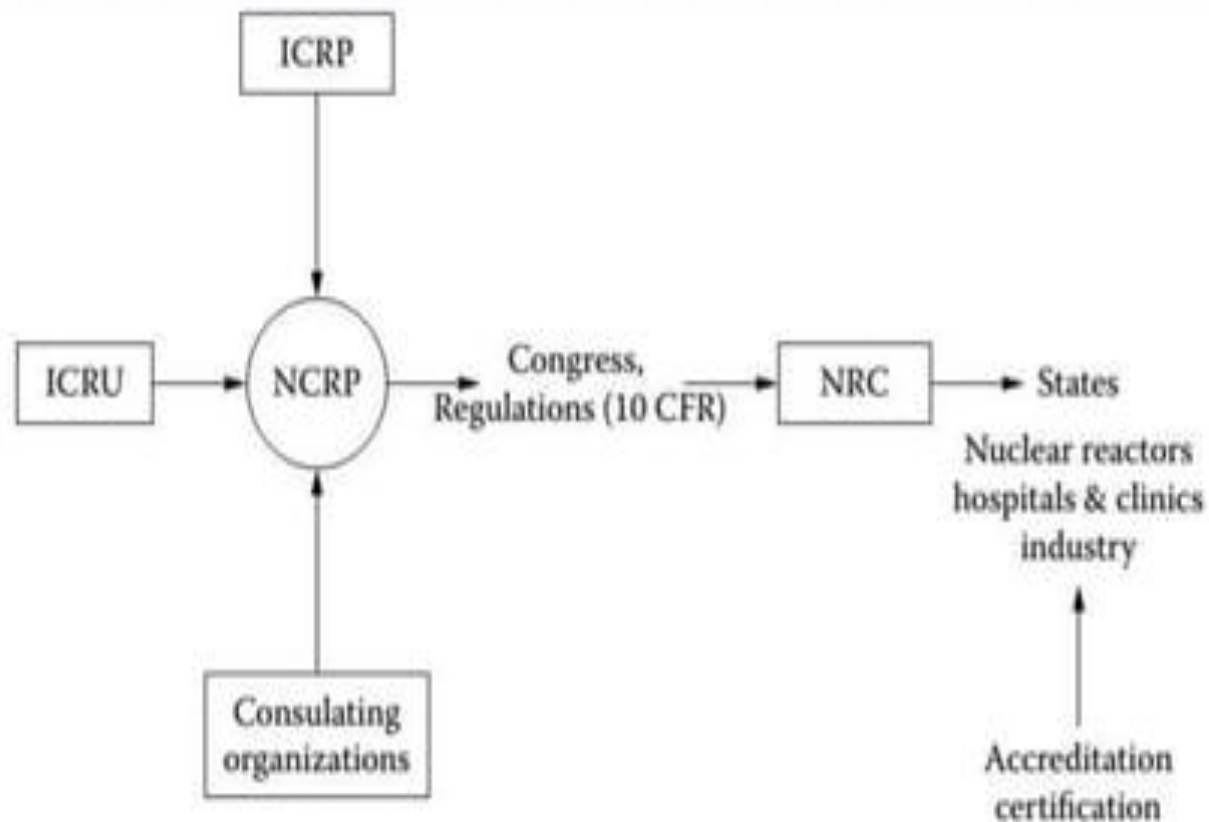 ICRP
ICRU
NCRP
Congress,
Regulations (10 CFR)
NRC
States
Nuclear reactors
hospitals & clinics
industry
Consulating
organizations
Accreditation
certification